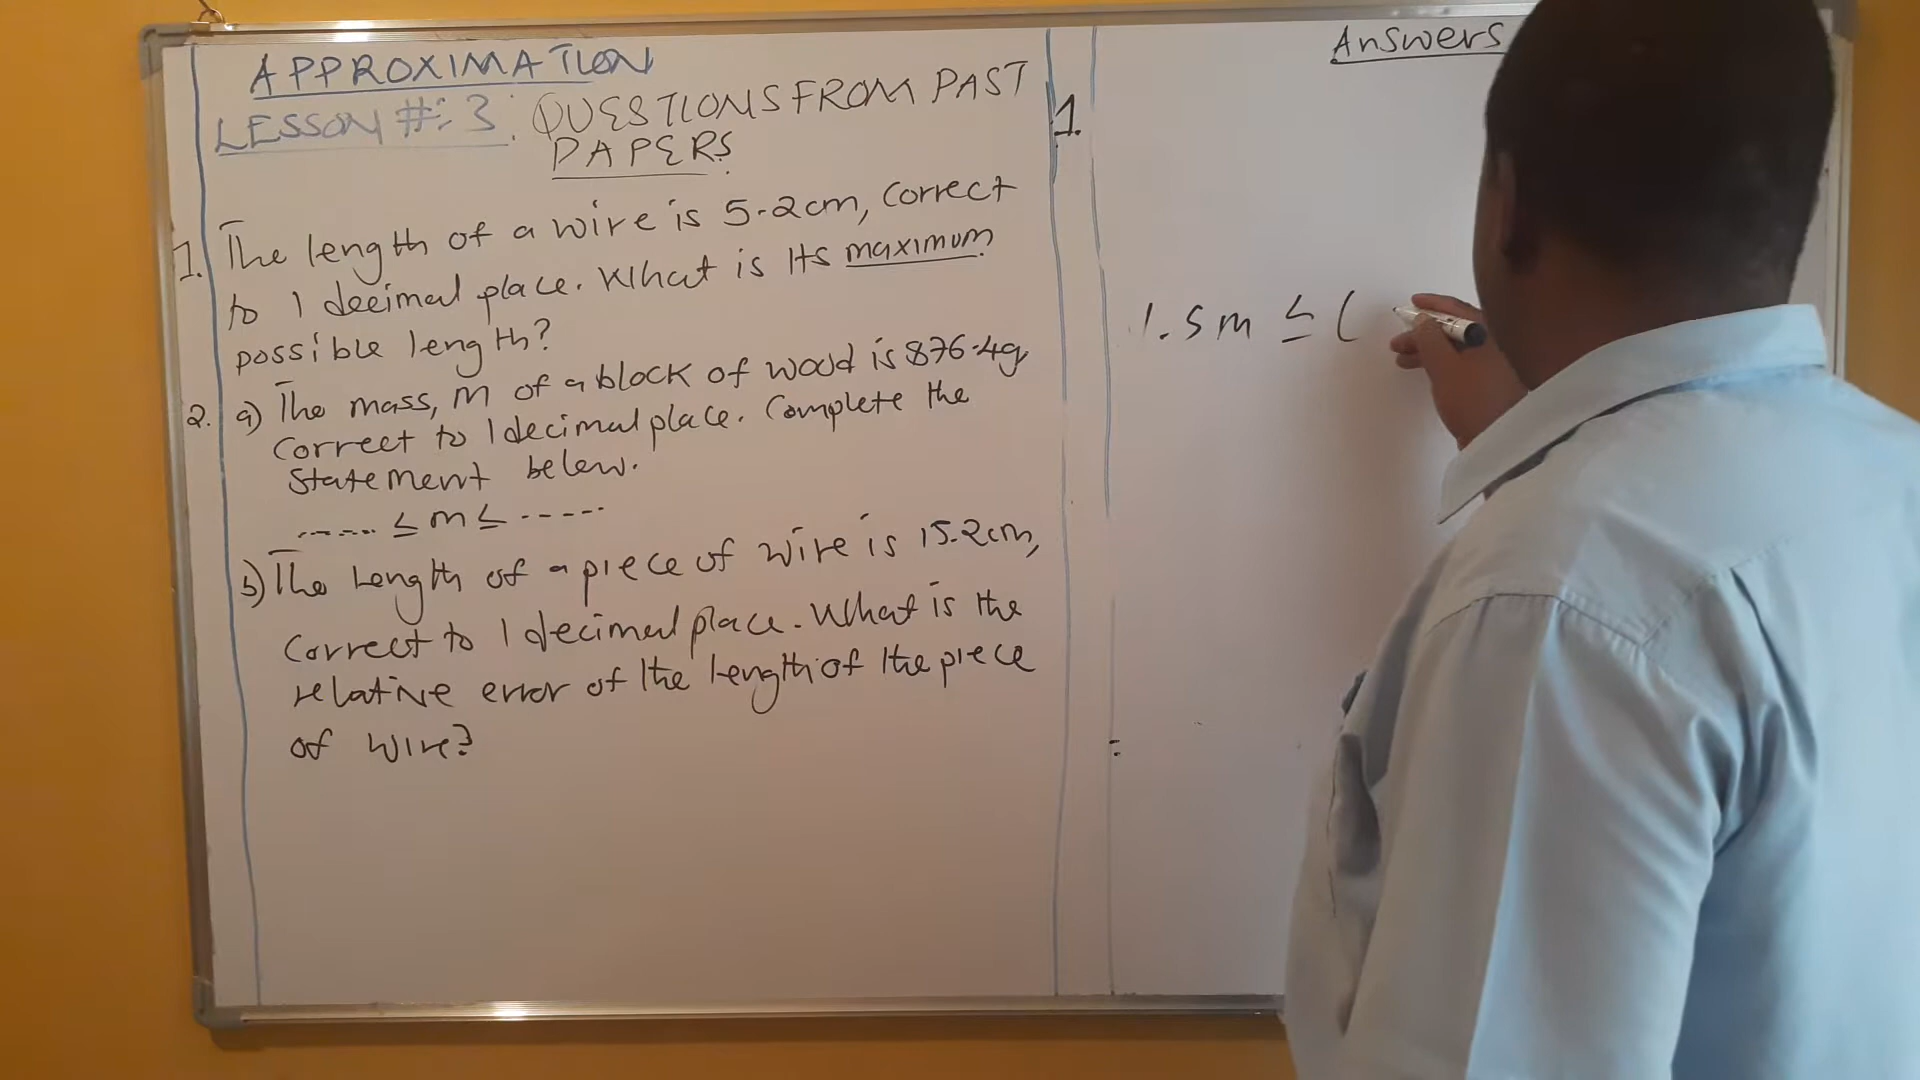 APPROXIMATION
LESSON #: 3: QUESTIONS FROM PAST
PAPERS
1. The length of a wire is 5.2cm, correct
to 1 decimal place. What is its maximum
possible length?
2. a) The mass, m of a block of wood is 876.4g
correct to 1 decimal place. Complete the
statement below.
...... ≤ m ≤ -----
b) The length of a piece of wire is 15.2cm,
correct to 1 decimal place. What is the
relative error of the length of the piece
of wire?
Answers
1.
1.5m ≤ (
=